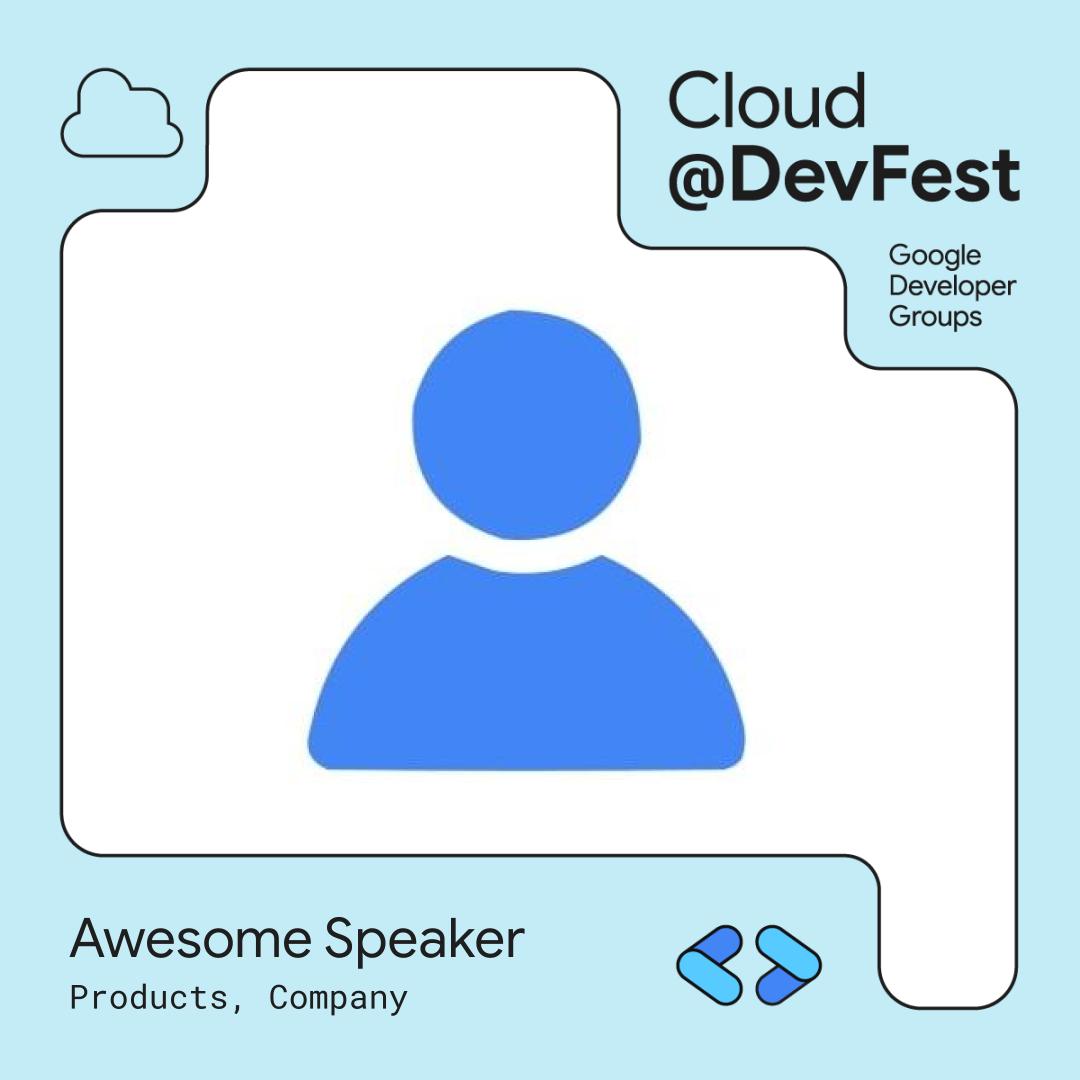 Cloud
@DevFest
Google
Developer
Groups
Awesome Speaker
Products, Company